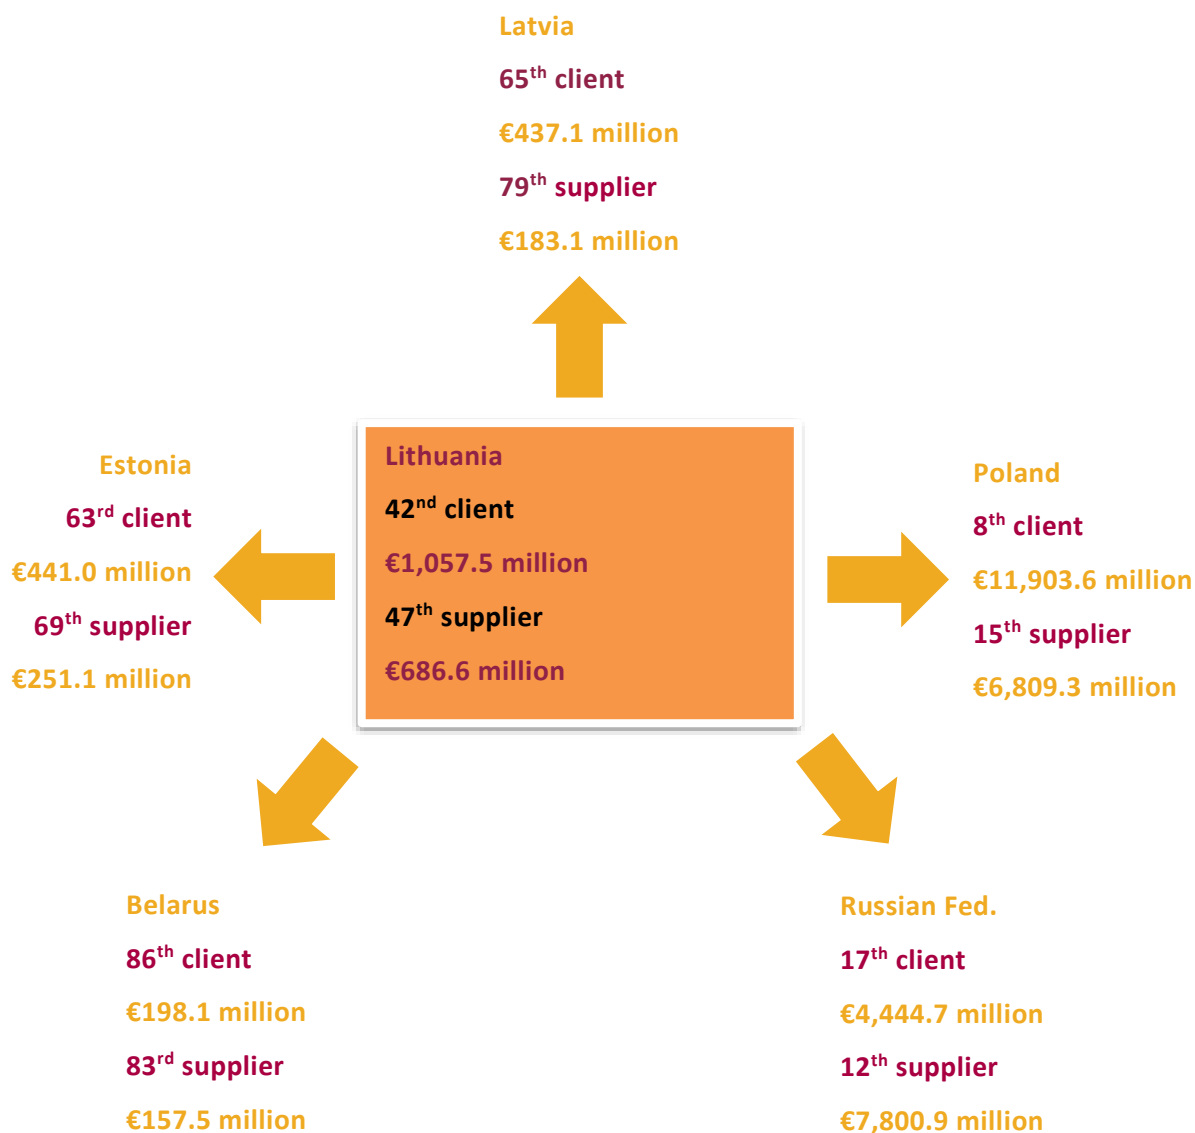 Latvia
65th client
€437.1 million
79th supplier
€183.1 million
Estonia
63rd client
€441.0 million
69th supplier
€251.1 million
Lithuania
42nd client
€1,057.5 million
47th supplier
€686.6 million
Poland
8th client
€11,903.6 million
15th supplier
€6,809.3 million
Belarus
86th client
€198.1 million
83rd supplier
€157.5 million
Russian Fed.
17th client
€4,444.7 million
12th supplier
€7,800.9 million